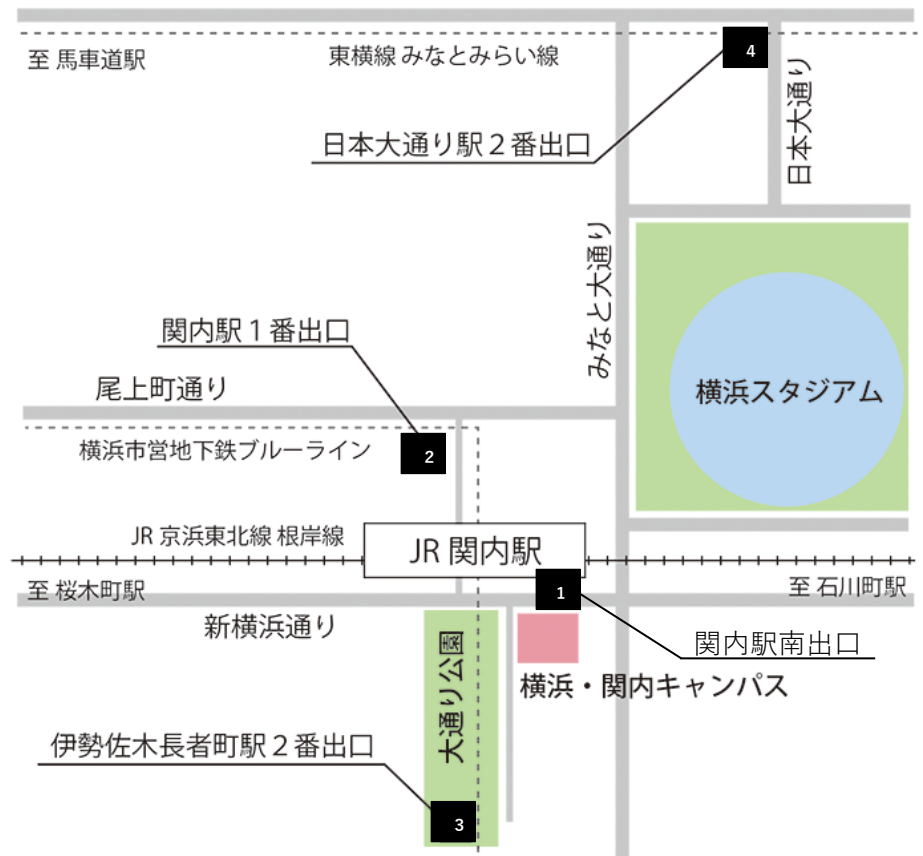 至 馬車道駅
東横線 みなとみらい線
4
日本大通り
日本大通り駅２番出口
みなと大通り
関内駅１番出口
尾上町通り
横浜スタジアム
横浜市営地下鉄ブルーライン
2
JR 京浜東北線 根岸線
JR 関内駅
至 桜木町駅
1
至 石川町駅
新横浜通り
関内駅南出口
大通り公園
横浜・関内キャンパス
伊勢佐木長者町駅２番出口
3